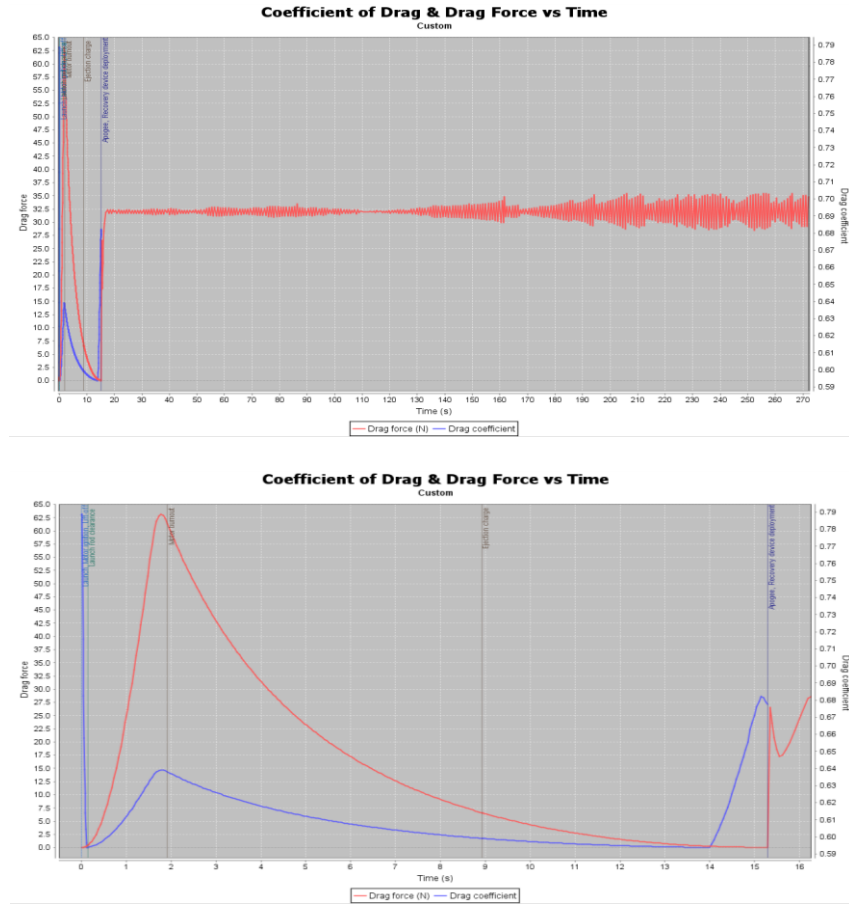 Coefficient of Drag & Drag Force vs Time
Custom
65.0 62.5 60.0 57.5 55.0 52.5 50.0 47.5 45.0 42.5 40.0 37.5 35.0 32.5 30.0 27.5 25.0 22.5 20.0 17.5 15.0 12.5 10.0 7.5 5.0 2.5 0.0
Drag force
Motor burnout
Ejection charge
Apogee, Recovery device deployment
0.79 0.78 0.77 0.76 0.75 0.74 0.73 0.72 0.71 0.70 0.69 0.68 0.67 0.66 0.65 0.64 0.63 0.62 0.61 0.60 0.59
Drag coefficient
0 10 20 30 40 50 60 70 80 90 100 110 120 130 140 150 160 170 180 190 200 210 220 230 240 250 260 270
Time (s)
Drag force (N) Drag coefficient
Coefficient of Drag & Drag Force vs Time
Custom
65.0 62.5 60.0 57.5 55.0 52.5 50.0 47.5 45.0 42.5 40.0 37.5 35.0 32.5 30.0 27.5 25.0 22.5 20.0 17.5 15.0 12.5 10.0 7.5 5.0 2.5 0.0
Drag force
Launch rod clearance
Motor burnout
Ejection charge
Apogee, Recovery device deployment
0.79 0.78 0.77 0.76 0.75 0.74 0.73 0.72 0.71 0.70 0.69 0.68 0.67 0.66 0.65 0.64 0.63 0.62 0.61 0.60 0.59
Drag coefficient
0 1 2 3 4 5 6 7 8 9 10 11 12 13 14 15 16
Time (s)
Drag force (N) Drag coefficient